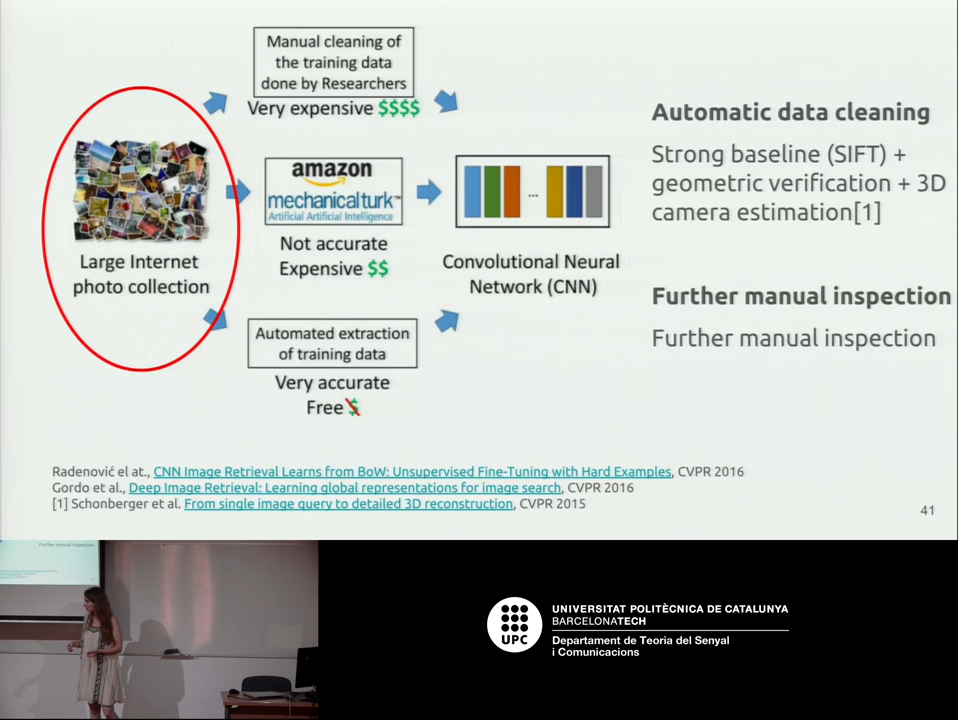 Manual cleaning of
the training data
done by Researchers
Very expensive $$$$
amazon
mechanicalturk™
Artificial Artificial Intelligence
Not accurate
Expensive $$
Large Internet
photo collection
...
Convolutional Neural
Network (CNN)
Automated extraction
of training data
Very accurate
Free $
Automatic data cleaning
Strong baseline (SIFT) +
geometric verification + 3D
camera estimation[1]
Further manual inspection
Further manual inspection
Radenović el at., CNN Image Retrieval Learns from BoW: Unsupervised Fine-Tuning with Hard Examples, CVPR 2016
Gordo et al., Deep Image Retrieval: Learning global representations for image search, CVPR 2016
[1] Schonberger et al. From single image query to detailed 3D reconstruction, CVPR 2015
41
Further manual inspection
UPC
UNIVERSITAT POLITÈCNICA DE CATALUNYA
BARCELONATECH
Departament de Teoria del Senyal
i Comunicacions